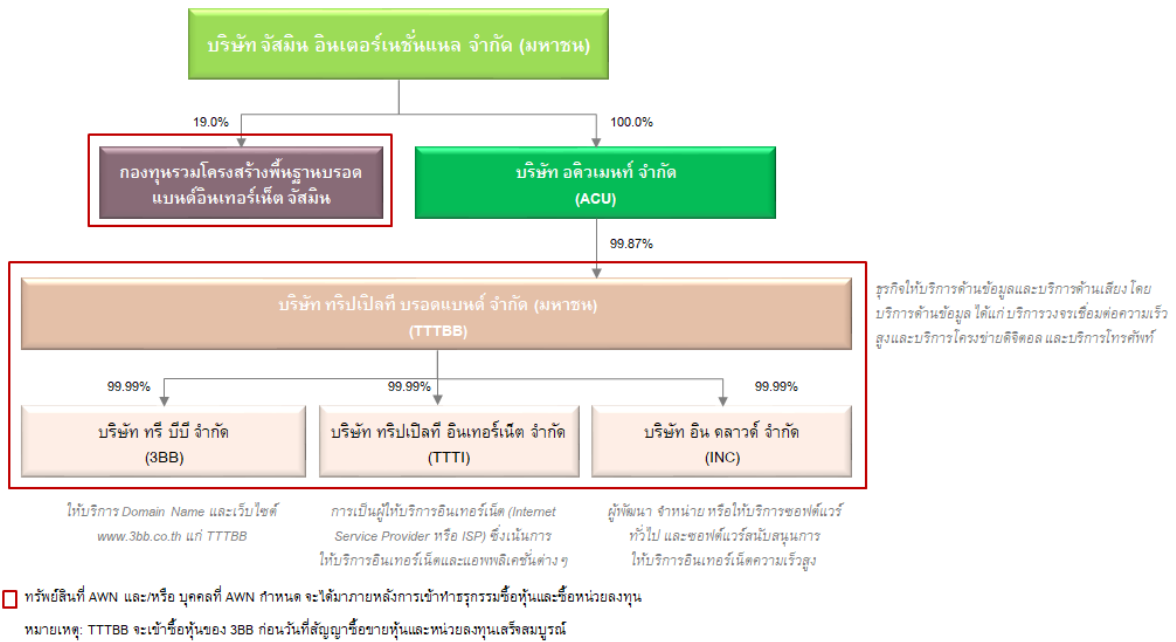 บริษัท จัสมิน อินเตอร์เนชั่นแนล จำกัด (มหาชน)
19.0%
100.0%
กองทุนรวมโครงสร้างพื้นฐานบรอด
แบนด์อินเทอร์เน็ต จัสมิน
บริษัท อคิวเมนท์ จำกัด
(ACU)
99.87%
บริษัท ทริปเปิลที บรอดแบนด์ จำกัด (มหาชน)
(TTTBB)
ธุรกิจให้บริการด้านข้อมูลและบริการด้านเสียง โดย
บริการด้านข้อมูล ได้แก่ บริการวงจรเชื่อมต่อความเร็ว
สูงและบริการโครงข่ายดิจิตอล และบริการโทรศัพท์
99.99%
99.99%
99.99%
บริษัท ทรี บีบี จำกัด
(3BB)
บริษัท ทริปเปิลที อินเทอร์เน็ต จำกัด
(TTTI)
บริษัท อิน คลาวด์ จำกัด
(INC)
ให้บริการ Domain Name และเว็บไซต์
www.3bb.co.th แก่ TTTBB
การเป็นผู้ให้บริการอินเทอร์เน็ต (Internet
Service Provider หรือ ISP) ซึ่งเน้นการ
ให้บริการอินเทอร์เน็ตและแอพพลิเคชั่นต่าง ๆ
ผู้พัฒนา จำหน่าย หรือให้บริการซอฟต์แวร์
ทั่วไป และซอฟต์แวร์สนับสนุนการ
ให้บริการอินเทอร์เน็ตความเร็วสูง
ทรัพย์สินที่ AWN และ/หรือ บุคคลที่ AWN กำหนด จะได้มาภายหลังการเข้าทำธุรกรรมซื้อหุ้นและซื้อหน่วยลงทุน
หมายเหตุ: TTTBB จะเข้าซื้อหุ้นของ 3BB ก่อนวันที่สัญญาซื้อขายหุ้นและหน่วยลงทุนเสร็จสมบูรณ์